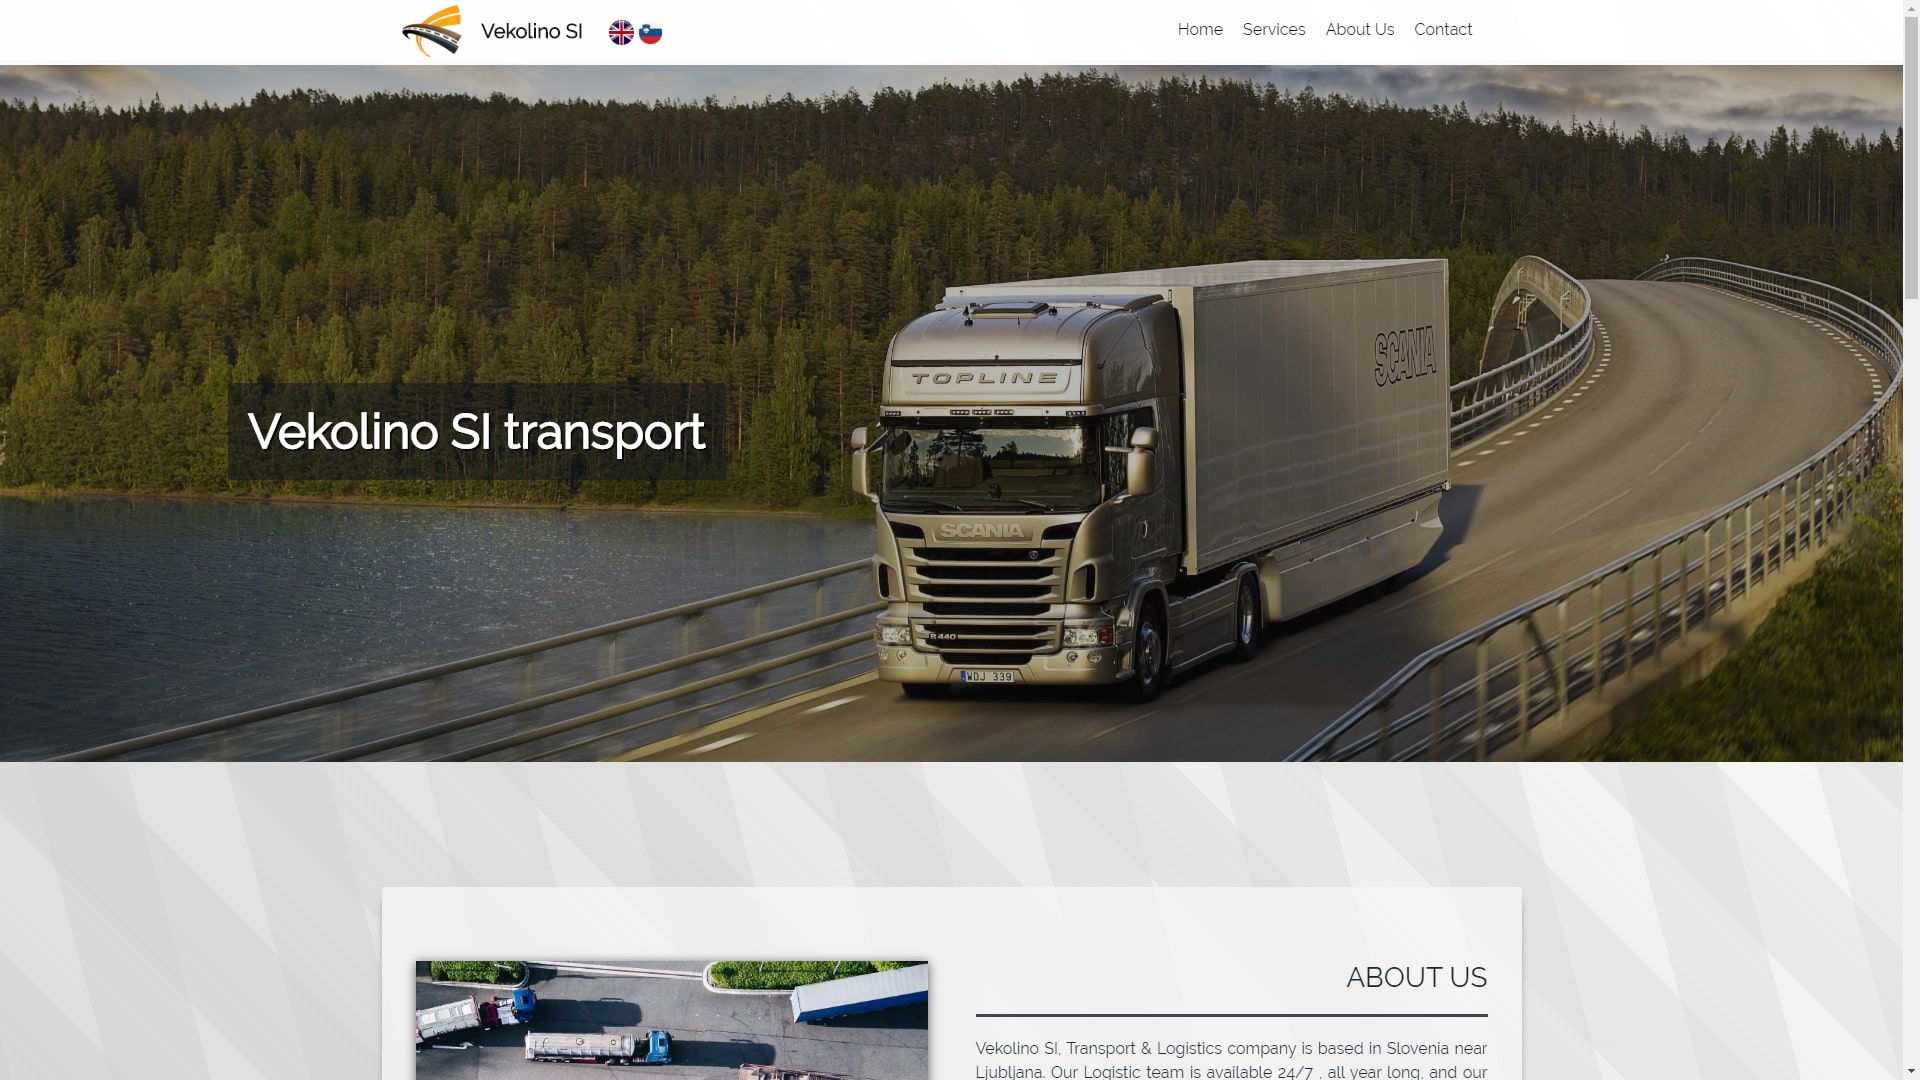 Vekolino SI
Home Services About Us Contact
TOPLINE
SCANIA
Vekolino SI transport
SCANIA
R 440
WDJ 339
ABOUT US
Vekolino SI, Transport & Logistics company is based in Slovenia near
Ljubljana. Our Logistic team is available 24/7 , all year long, and our